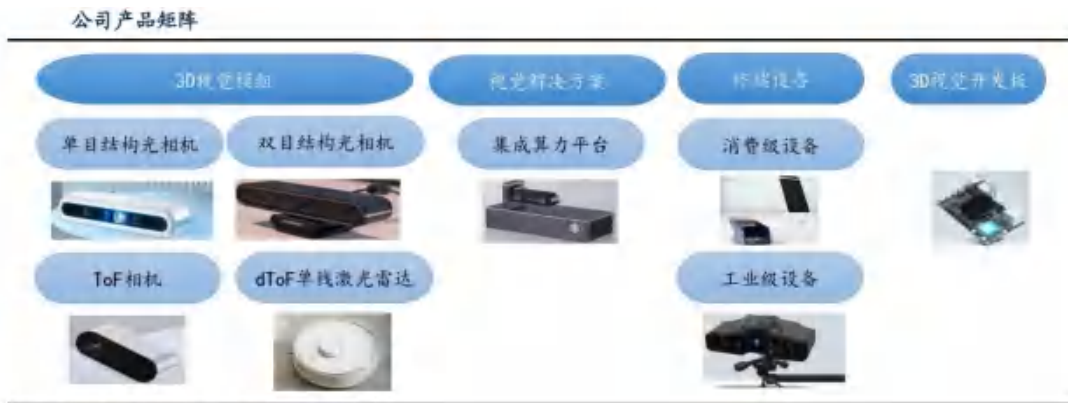 公司产品矩阵
3D视觉模组 视觉解决方案 终端设备 3D视觉开发板
单目结构光相机 双目结构光相机 集成算力平台 消费级设备
ToF相机 dToF单线激光雷达 工业级设备